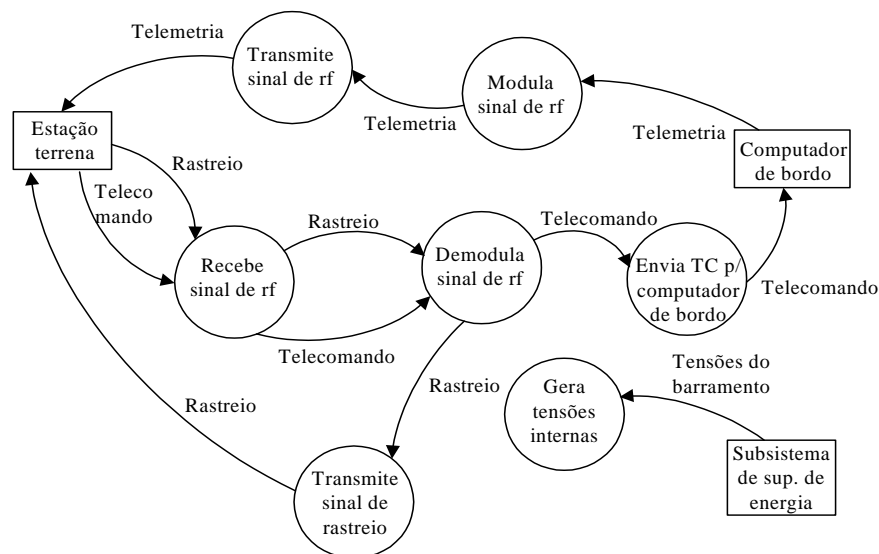 Telemetria
Transmite
sinal de rf
Modula
sinal de rf
Telemetria
Telemetria
Estação
terrena
Computador
de bordo
Rastreio
Teleco
mando
Rastreio
Telecomando
Recebe
sinal de rf
Demodula
sinal de rf
Envia TC p/
computador
de bordo
Telecomando
Telecomando
Rastreio
Tensões do
barramento
Gera
tensões
internas
Rastreio
Subsistema
de sup. de
energia
Transmite
sinal de
rastreio